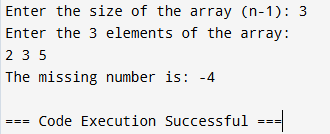 Enter the size of the array (n-1): 3
Enter the 3 elements of the array:
2 3 5
The missing number is: -4
=== Code Execution Successful ===